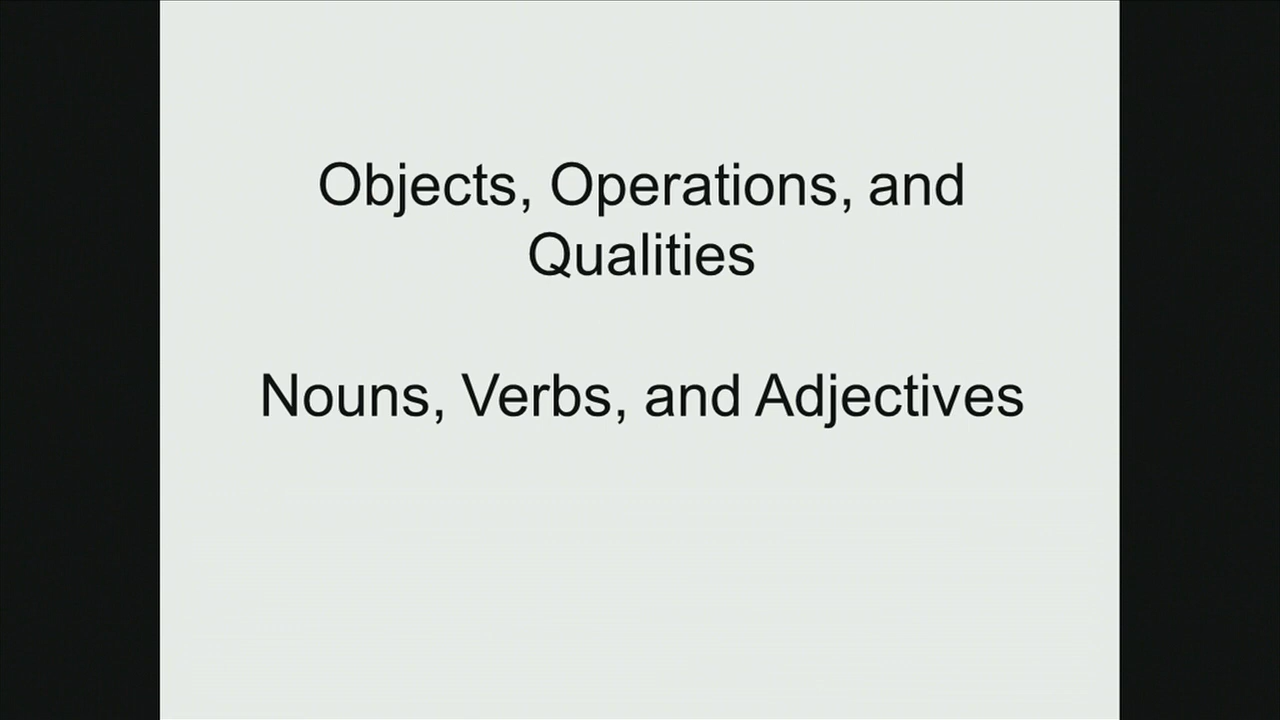 Objects, Operations, and
Qualities
Nouns, Verbs, and Adjectives